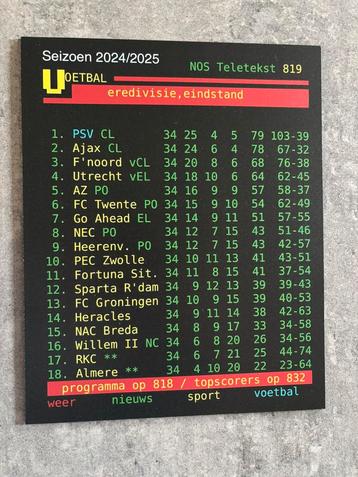 Seizoen 2024/2025
NOS Teletekst 819
VOETBAL
eredivisie,eindstand
1. PSV CL 34 25 4 5 79 103-39
2. Ajax CL 34 24 6 4 78 67-32
3. F'noord vCL 34 20 8 6 68 76-38
4. Utrecht vEL 34 18 10 6 64 62-45
5. AZ PO 34 16 9 9 57 58-37
6. FC Twente PO 34 15 9 10 54 62-49
7. Go Ahead EL 34 14 9 11 51 57-55
8. NEC PO 34 12 7 15 43 51-46
9. Heerenv. PO 34 12 7 15 43 42-57
10. PEC Zwolle 34 10 11 13 41 43-51
11. Fortuna Sit. 34 11 8 15 41 37-54
12. Sparta R'dam 34 9 12 13 39 39-43
13. FC Groningen 34 10 9 15 39 40-53
14. Heracles 34 9 11 14 38 42-63
15. NAC Breda 34 8 9 17 33 34-58
16. Willem II NC 34 6 8 20 26 34-56
17. RKC ** 34 6 7 21 25 44-74
18. Almere ** 34 4 10 20 22 23-64
programma op 818 / topscorers op 832
weer nieuws sport voetbal